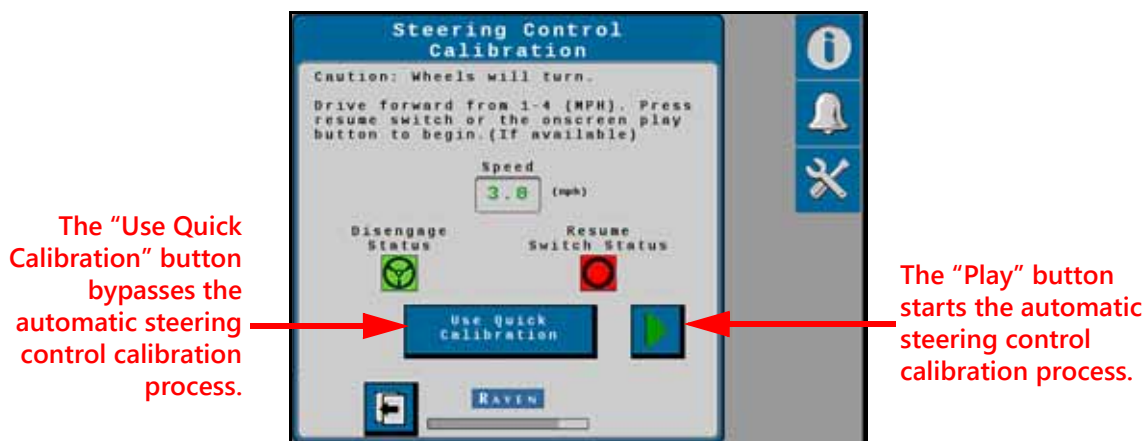 Steering Control
Calibration
Caution: Wheels will turn.
Drive forward from 1-4 (MPH). Press
resume switch or the onscreen play
button to begin.(If available)
Speed
3.0 (mph)
Disengage
Status
Resume
Switch Status
Use Quick
Calibration
RAVEN
The “Use Quick
Calibration” button
bypasses the
automatic steering
control calibration
process.
The “Play” button
starts the automatic
steering control
calibration process.